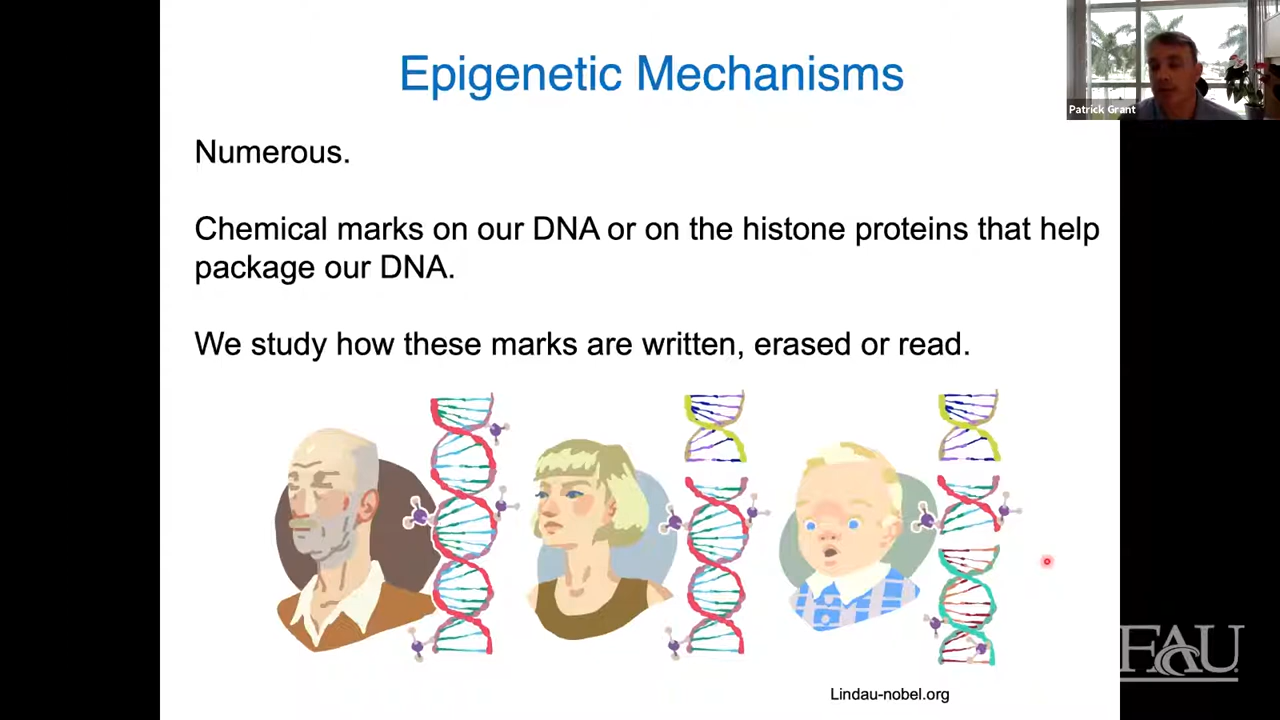 Epigenetic Mechanisms
Patrick Grant
Numerous.
Chemical marks on our DNA or on the histone proteins that help
package our DNA.
We study how these marks are written, erased or read.
FAU
Lindau-nobel.org